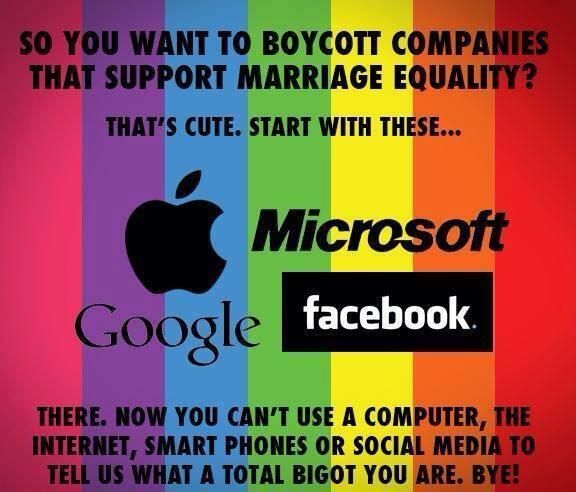 SO YOU WANT TO BOYCOTT COMPANIES
THAT SUPPORT MARRIAGE EQUALITY?
THAT'S CUTE. START WITH THESE...
Microsoft
Google
facebook.
THERE. NOW YOU CAN'T USE A COMPUTER, THE
INTERNET, SMART PHONES OR SOCIAL MEDIA TO
TELL US WHAT A TOTAL BIGOT YOU ARE. BYE!